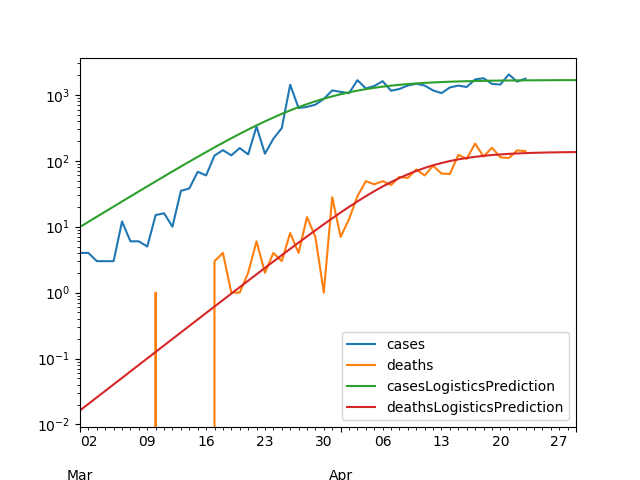 10³
10²
10¹
10⁰
10⁻¹
10⁻²
cases
deaths
casesLogisticsPrediction
deathsLogisticsPrediction
02 09 16 23 30 06 13 20 27
Mar Apr